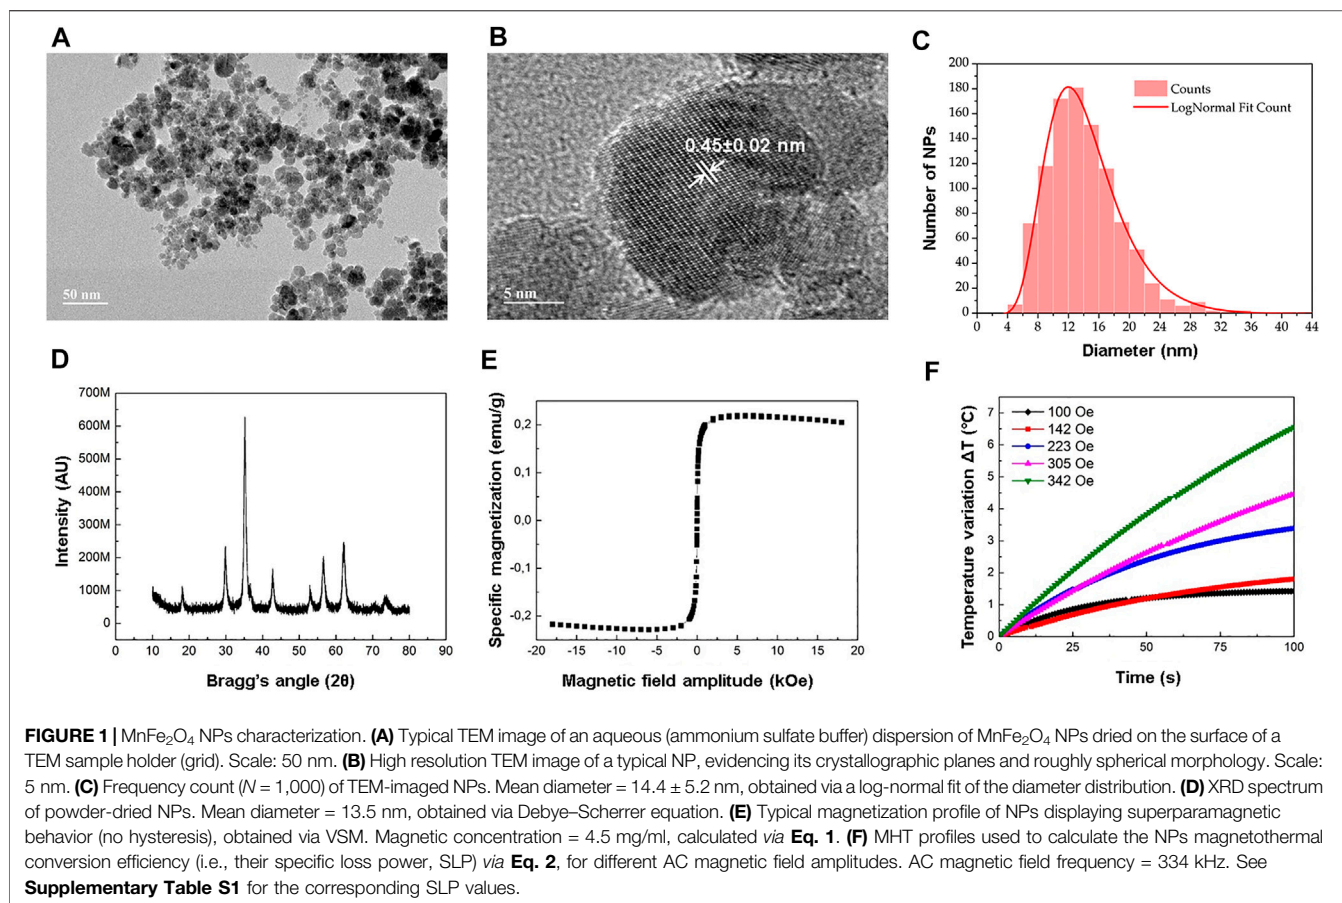 A
50 nm
B
0.45±0.02 nm
5 nm
C
Number of NPs
200
180
160
140
120
100
80
60
40
20
0
Counts
LogNormal Fit Count
0 4 8 12 16 20 24 28 32 36 40 44
Diameter (nm)
D
Intensity (AU)
700M
600M
500M
400M
300M
200M
100M
0
0 10 20 30 40 50 60 70 80 90
Bragg's angle (2θ)
E
Specific magnetization (emu/g)
0,2
0,1
0,0
-0,1
-0,2
-20 -15 -10 -5 0 5 10 15 20
Magnetic field amplitude (kOe)
F
Temperature variation ΔT (°C)
7
6
5
4
3
2
1
0
100 Oe
142 Oe
223 Oe
305 Oe
342 Oe
0 25 50 75 100
Time (s)
FIGURE 1 | MnFe₂O₄ NPs characterization. (A) Typical TEM image of an aqueous (ammonium sulfate buffer) dispersion of MnFe₂O₄ NPs dried on the surface of a
TEM sample holder (grid). Scale: 50 nm. (B) High resolution TEM image of a typical NP, evidencing its crystallographic planes and roughly spherical morphology. Scale:
5 nm. (C) Frequency count (N = 1,000) of TEM-imaged NPs. Mean diameter = 14.4 ± 5.2 nm, obtained via a log-normal fit of the diameter distribution. (D) XRD spectrum
of powder-dried NPs. Mean diameter = 13.5 nm, obtained via Debye–Scherrer equation. (E) Typical magnetization profile of NPs displaying superparamagnetic
behavior (no hysteresis), obtained via VSM. Magnetic concentration = 4.5 mg/ml, calculated via Eq. 1. (F) MHT profiles used to calculate the NPs magnetothermal
conversion efficiency (i.e., their specific loss power, SLP) via Eq. 2, for different AC magnetic field amplitudes. AC magnetic field frequency = 334 kHz. See
Supplementary Table S1 for the corresponding SLP values.